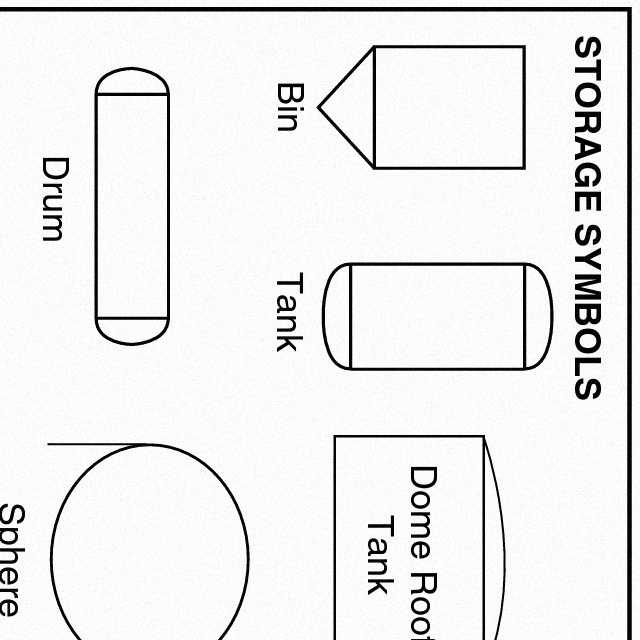 STORAGE SYMBOLS
Bin
Tank
Dome Roof
Tank
Drum
Sphere